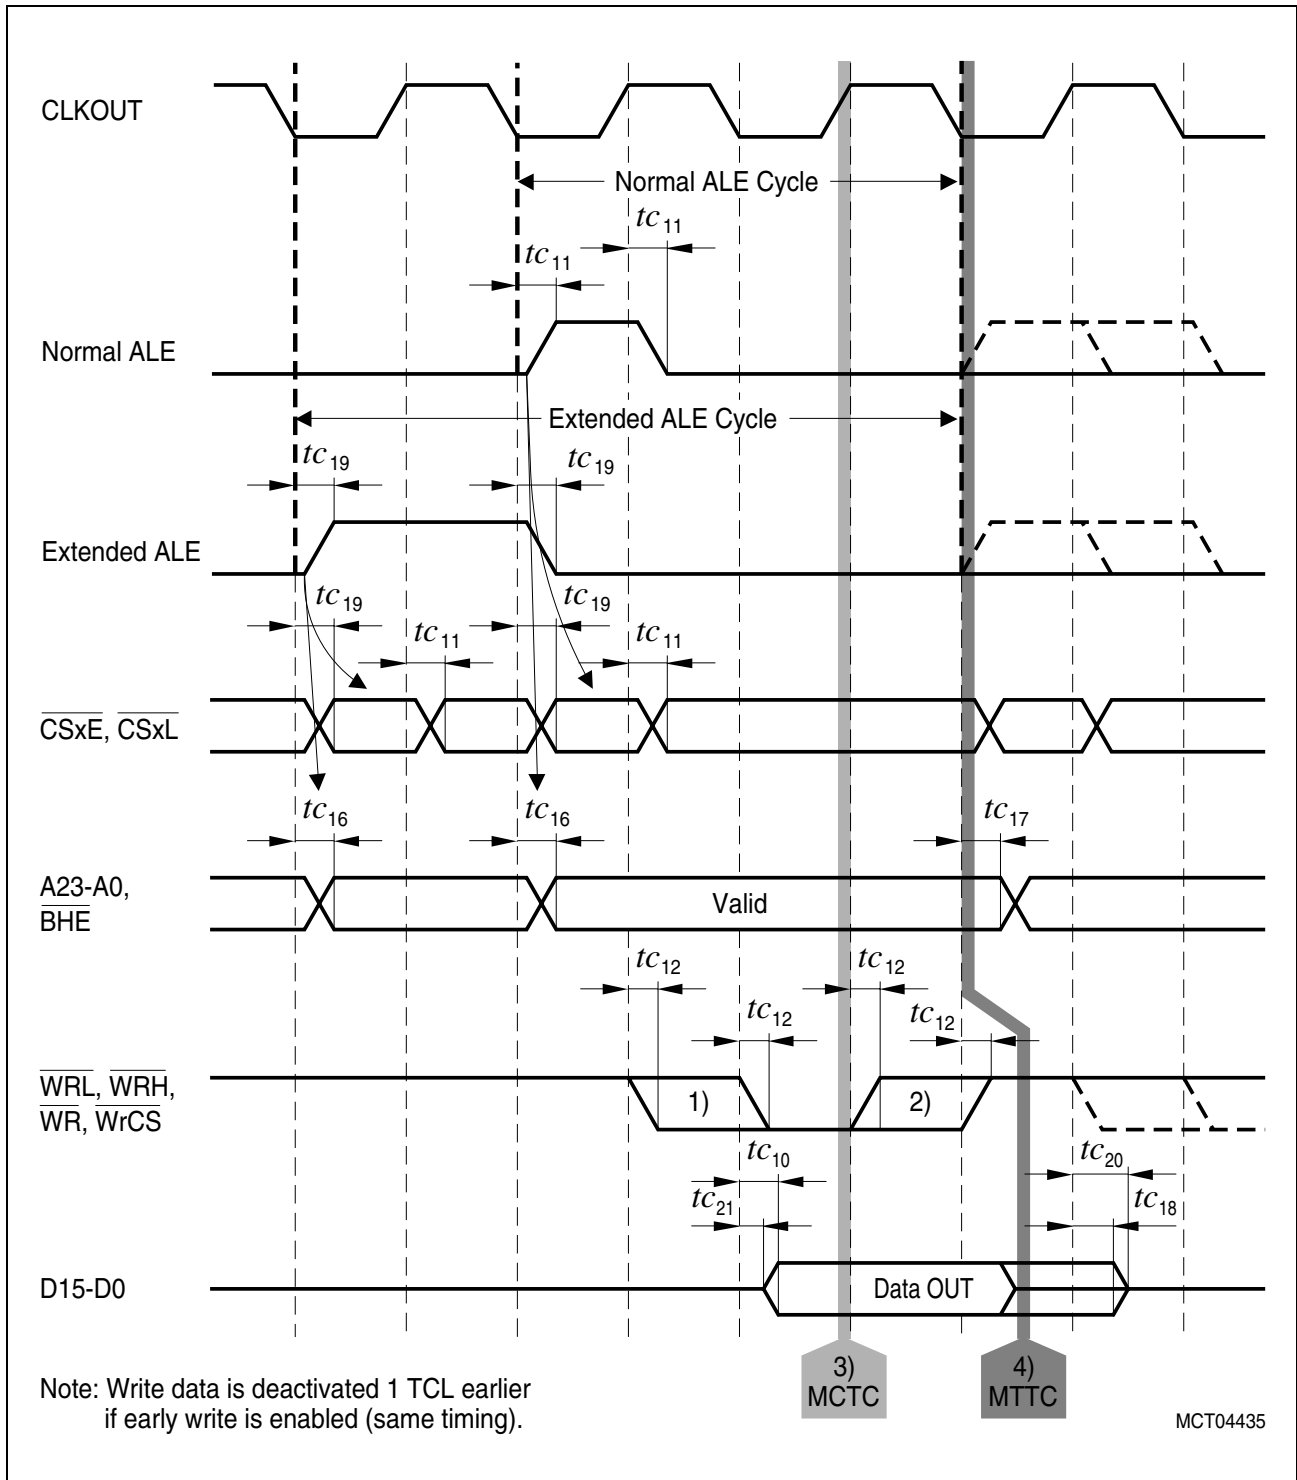 CLKOUT
Normal ALE Cycle
tc11
tc11
Normal ALE
Extended ALE Cycle
tc19
tc19
Extended ALE
tc19
tc19
tc11
tc11
CSxE, CSxL
tc16
tc16
tc17
A23-A0,
BHE
Valid
tc12
tc12
tc12
tc12
WRL, WRH,
WR, WrCS
1)
2)
tc10
tc20
tc21
tc18
D15-D0
Data OUT
3)
MCTC
4)
MTTC
Note: Write data is deactivated 1 TCL earlier
if early write is enabled (same timing).
MCT04435